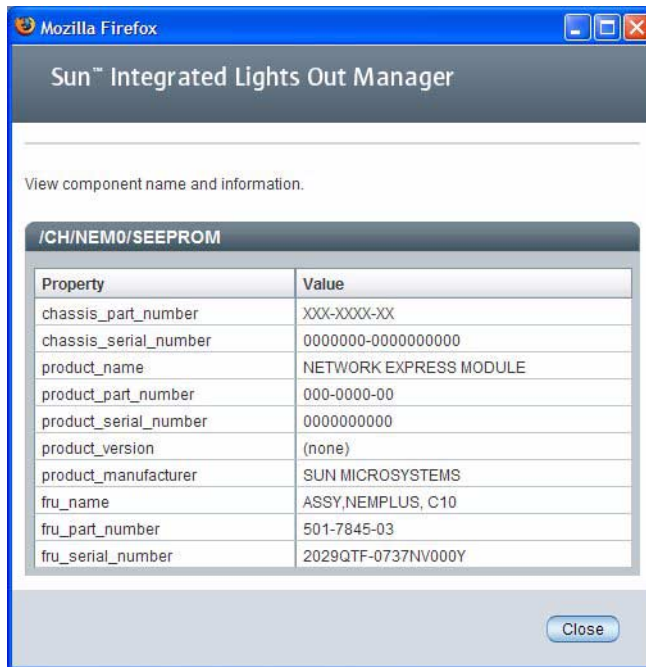 Mozilla Firefox
Sun™ Integrated Lights Out Manager
View component name and information.
/CH/NEM0/SEEPROM
Property Value
chassis_part_number XXX-XXXX-XX
chassis_serial_number 0000000-0000000000
product_name NETWORK EXPRESS MODULE
product_part_number 000-0000-00
product_serial_number 0000000000
product_version (none)
product_manufacturer SUN MICROSYSTEMS
fru_name ASSY,NEMPLUS, C10
fru_part_number 501-7845-03
fru_serial_number 2029QTF-0737NV000Y
Close